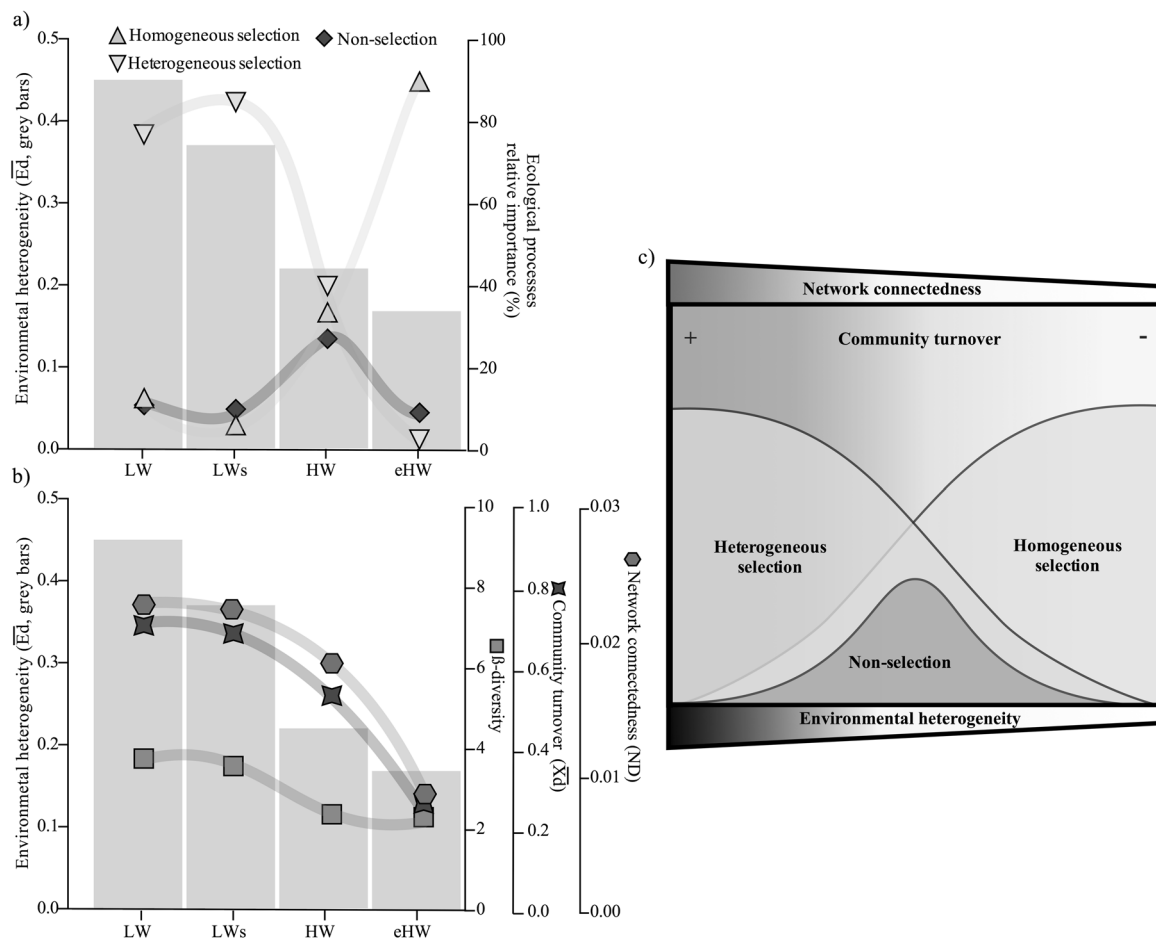 a)
Homogeneous selection
Non-selection
Heterogeneous selection
Environmetal heterogeneity (Ed, grey bars)
0.5
0.4
0.3
0.2
0.1
0.0
100
80
60
40
20
0
Ecological processes
relative importance (%)
LW
LWs
HW
eHW
b)
Environmetal heterogeneity (Ed, grey bars)
0.5
0.4
0.3
0.2
0.1
0.0
10
8
6
4
2
0
ß-diversity
1.0
0.8
0.6
0.4
0.2
0.0
Community turnover (Xd)
0.03
0.02
0.01
0.00
Network connectedness (ND)
LW
LWs
HW
eHW
c)
Network connectedness
+
Community turnover
-
Heterogeneous
selection
Homogeneous
selection
Non-selection
Environmental heterogeneity